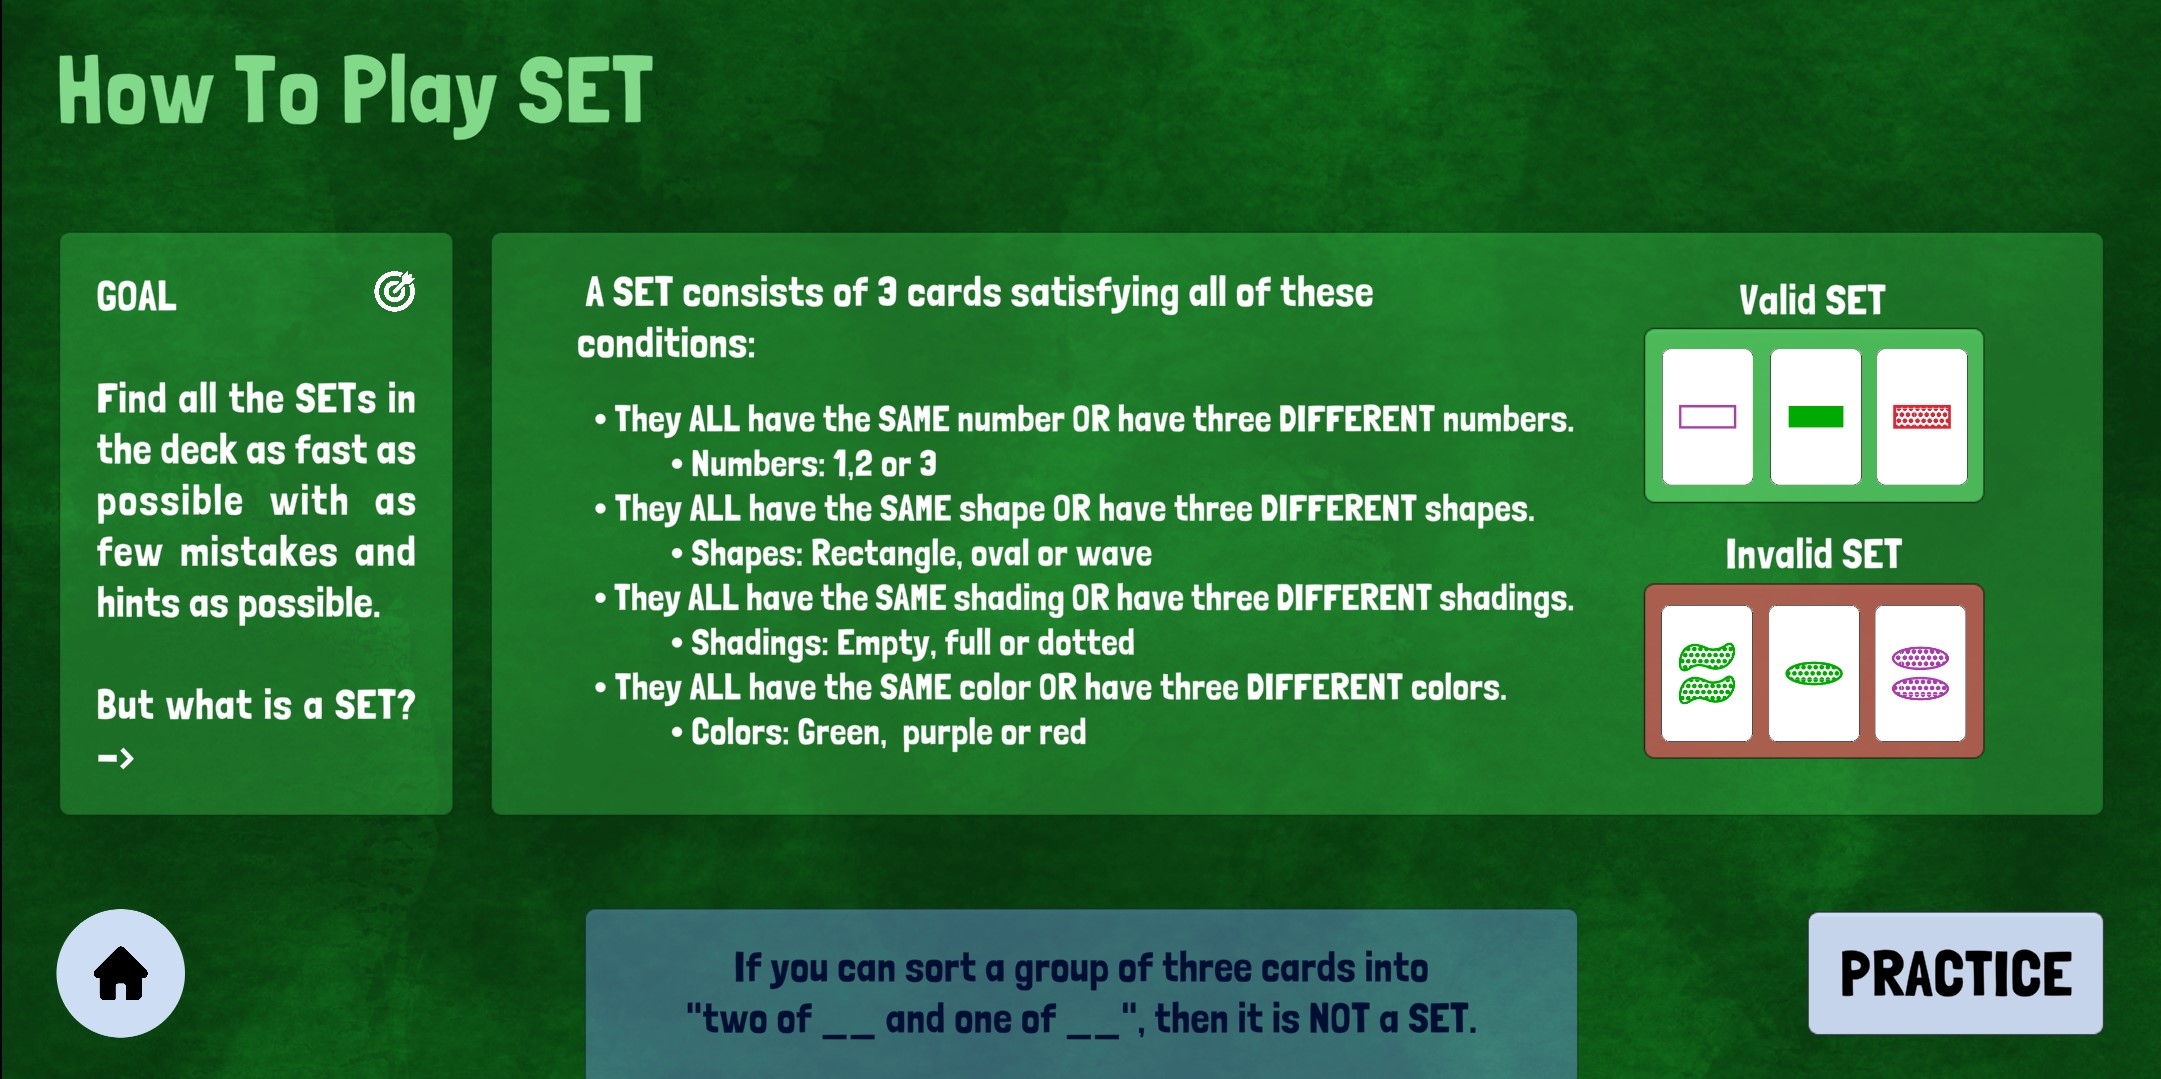 How To Play SET
GOAL
Find all the SETs in
the deck as fast as
possible with as
few mistakes and
hints as possible.
But what is a SET?
->
A SET consists of 3 cards satisfying all of these
conditions:
• They ALL have the SAME number OR have three DIFFERENT numbers.
• Numbers: 1,2 or 3
• They ALL have the SAME shape OR have three DIFFERENT shapes.
• Shapes: Rectangle, oval or wave
• They ALL have the SAME shading OR have three DIFFERENT shadings.
• Shadings: Empty, full or dotted
• They ALL have the SAME color OR have three DIFFERENT colors.
• Colors: Green,  purple or red
Valid SET
Invalid SET
If you can sort a group of three cards into
"two of __ and one of __", then it is NOT a SET.
PRACTICE